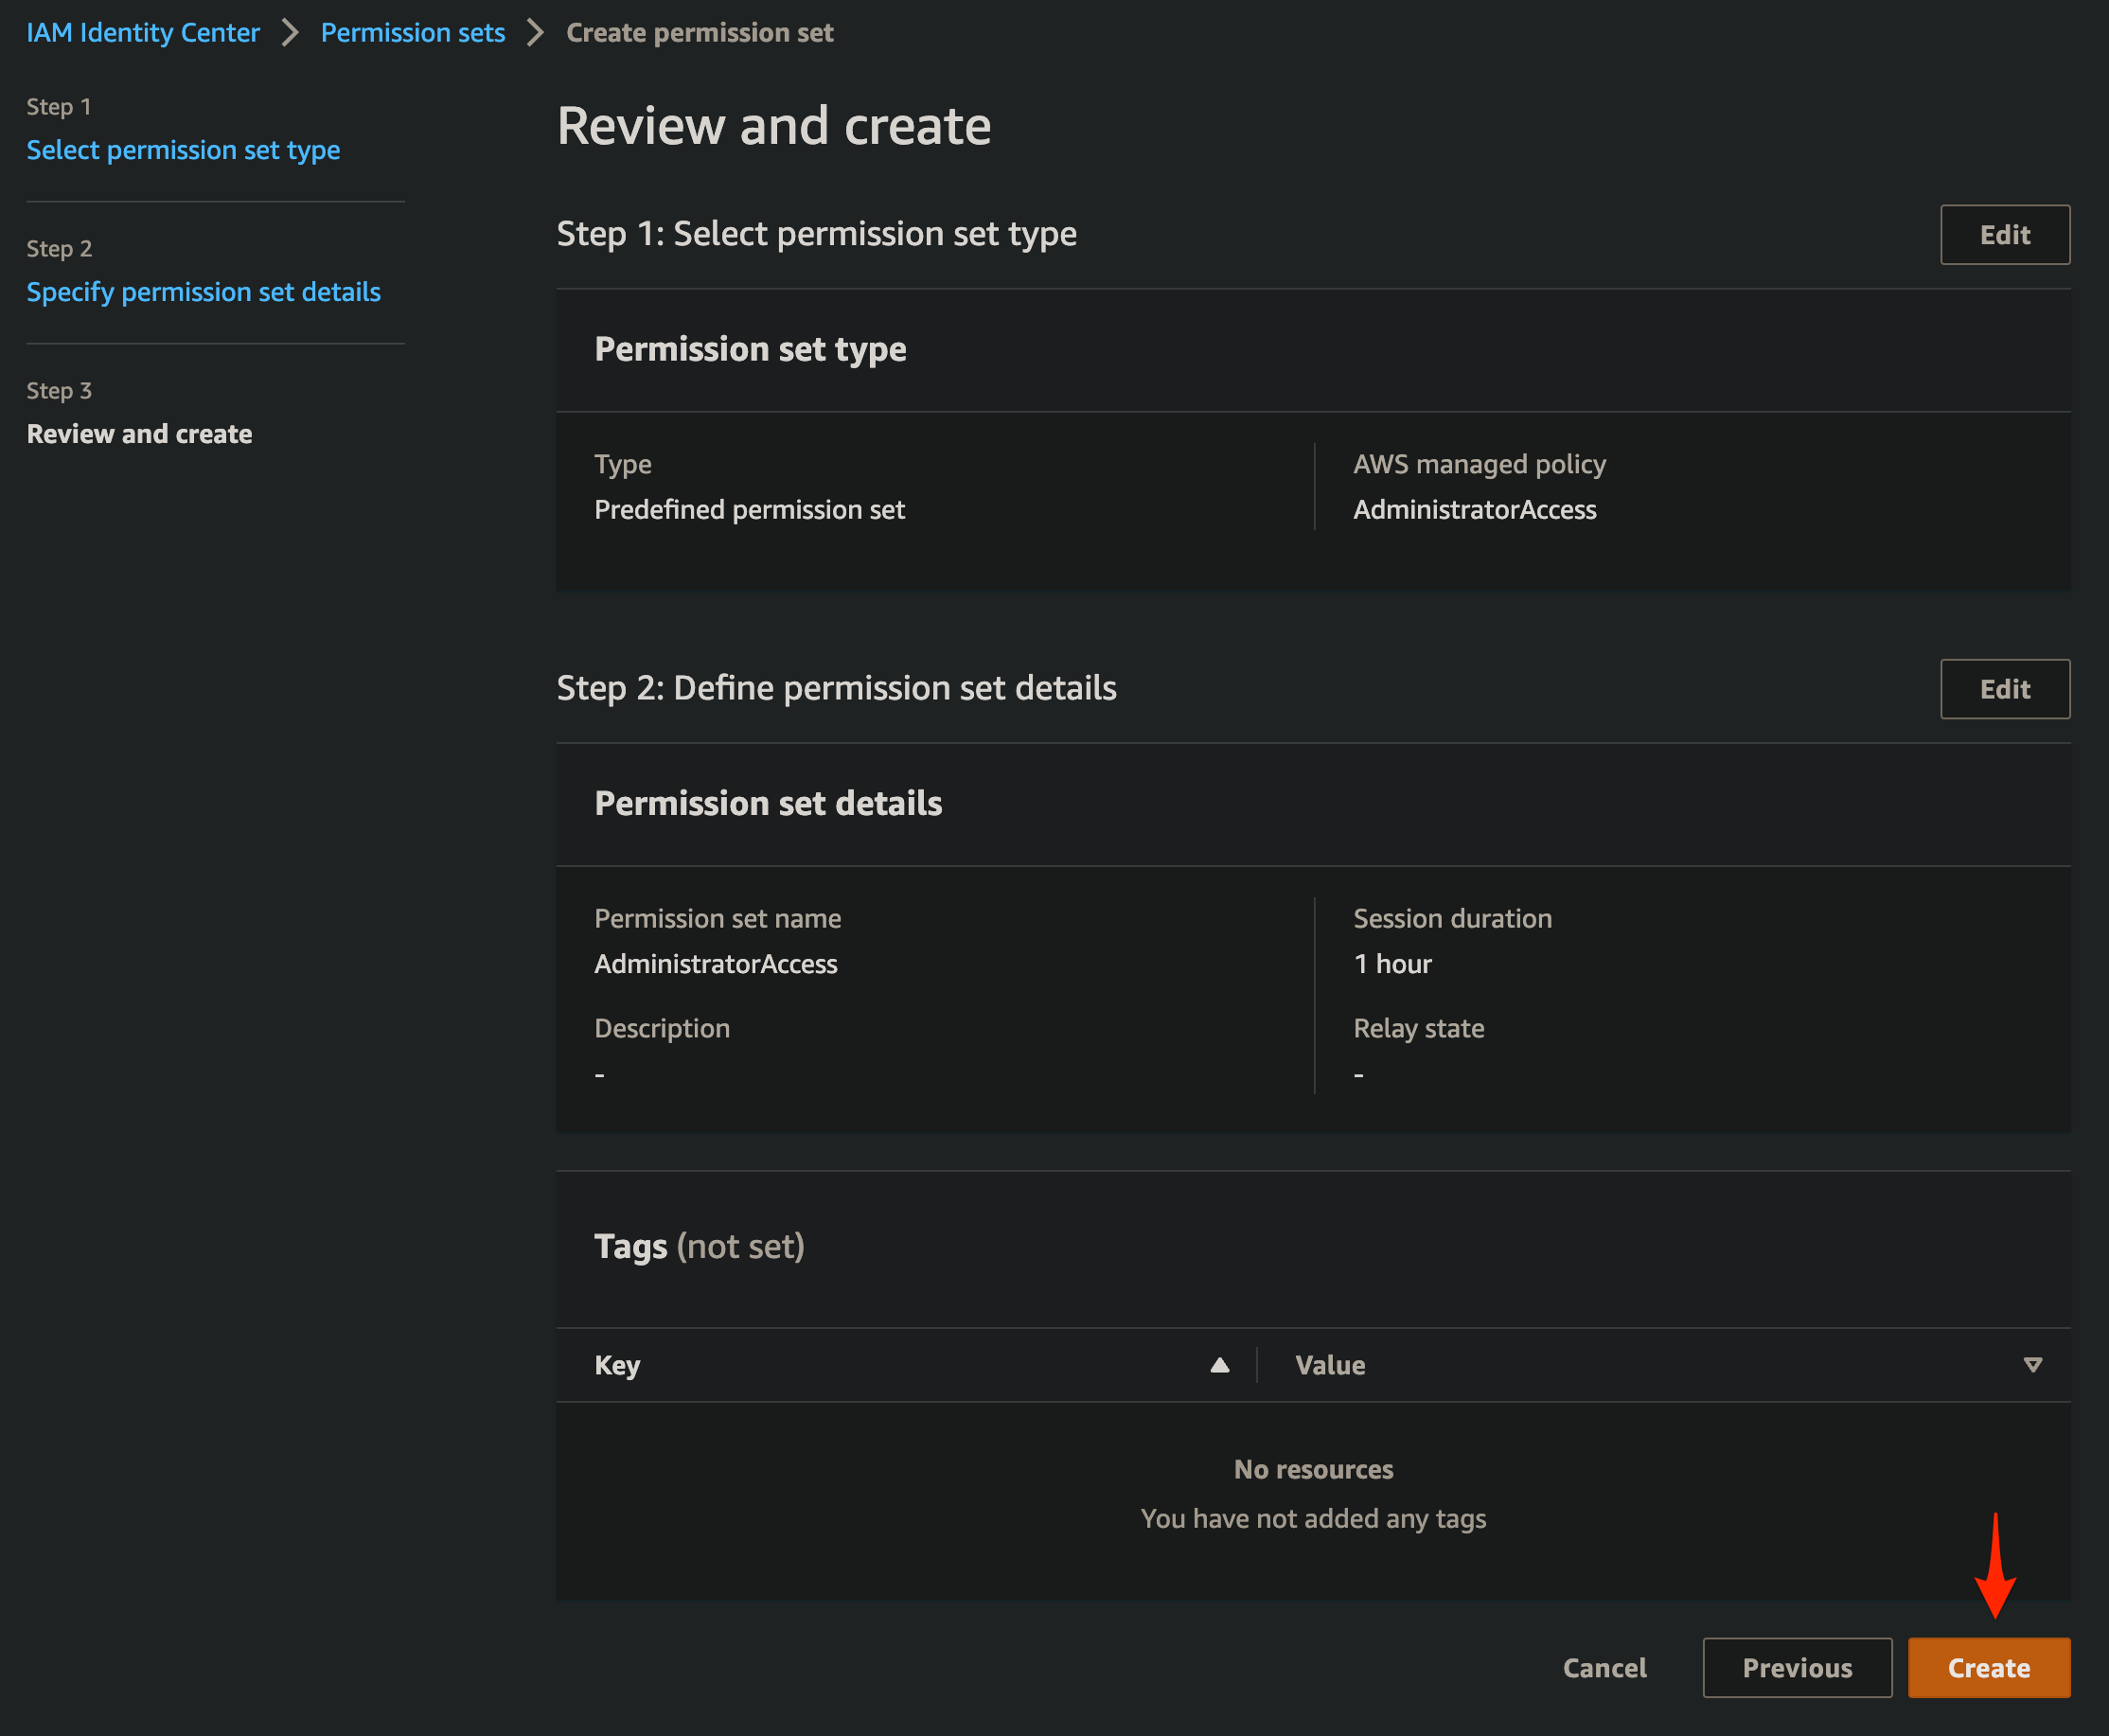 IAM Identity Center
Permission sets
Create permission set
Step 1
Select permission set type
Step 2
Specify permission set details
Step 3
Review and create
Review and create
Step 1: Select permission set type
Edit
Permission set type
Type
Predefined permission set
AWS managed policy
AdministratorAccess
Step 2: Define permission set details
Edit
Permission set details
Permission set name
AdministratorAccess
Session duration
1 hour
Description
-
Relay state
-
Tags (not set)
Key
Value
No resources
You have not added any tags
Cancel
Previous
Create